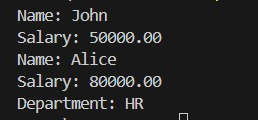 Name: John
Salary: 50000.00
Name: Alice
Salary: 80000.00
Department: HR